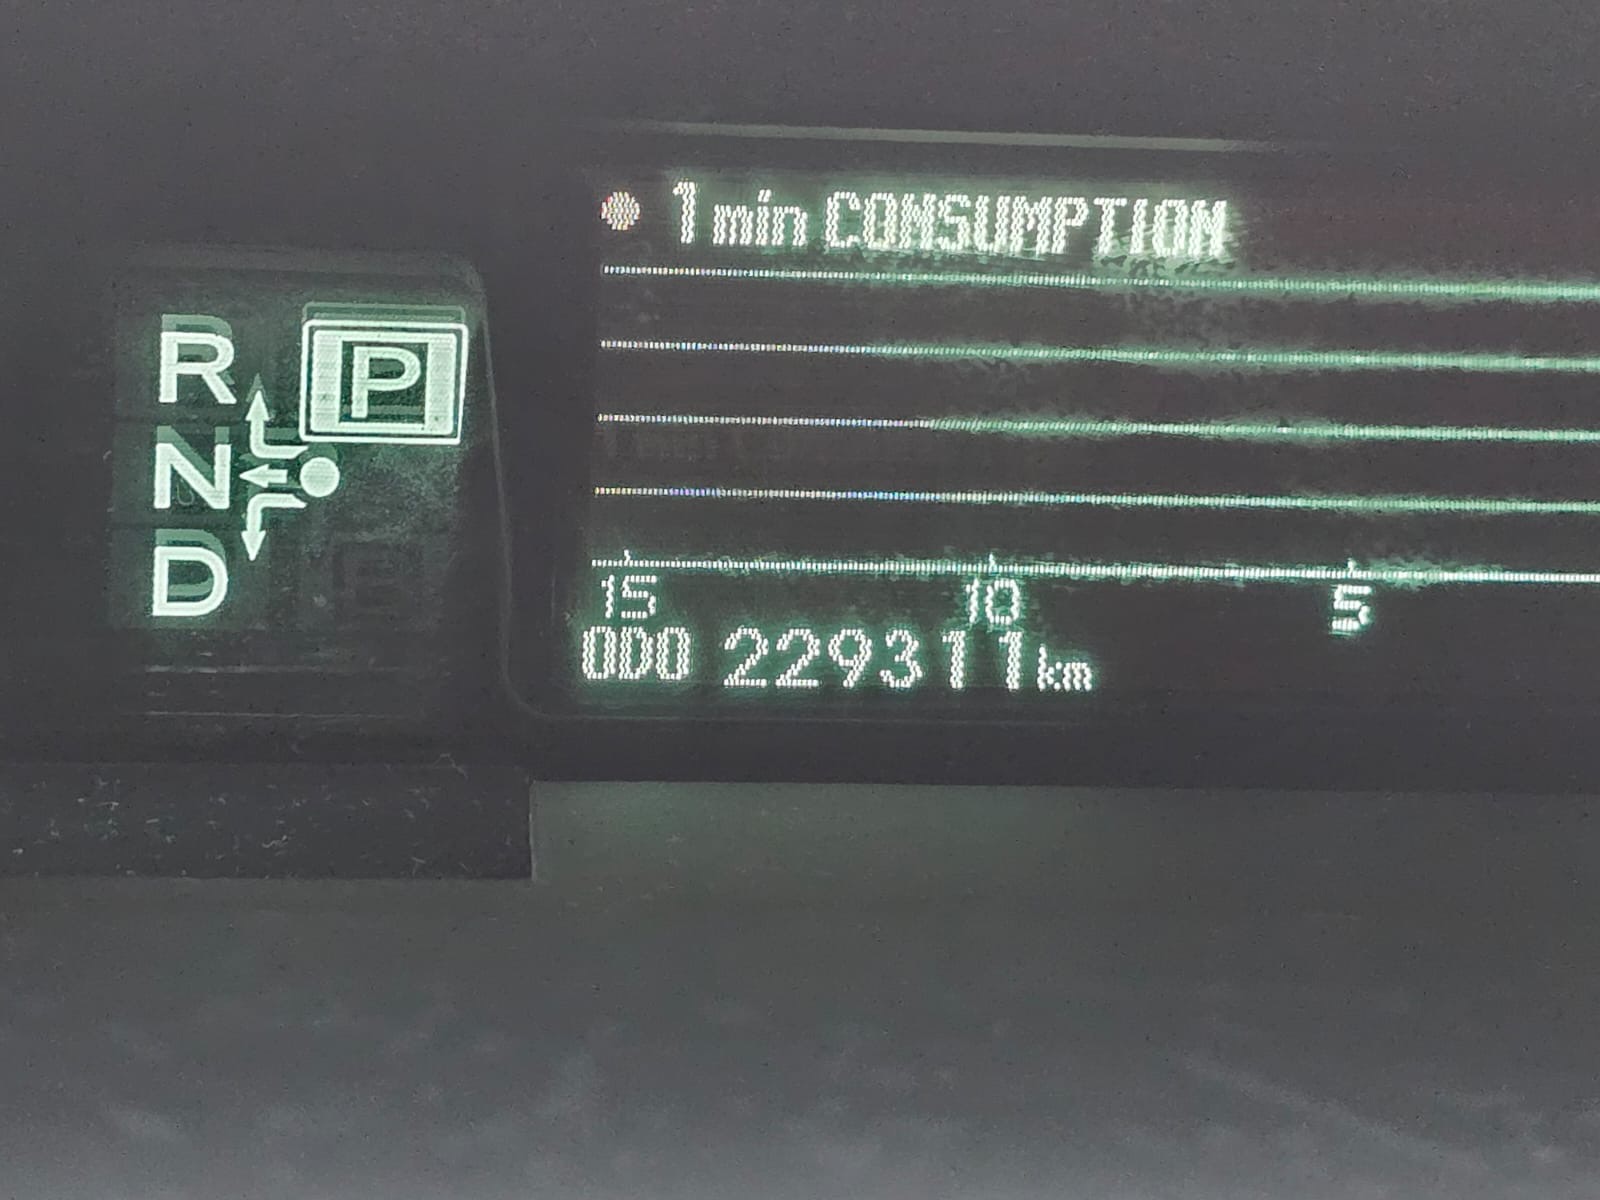 1 min CONSUMPTION
R P
N
D
15 10 5
ODO 229311 km